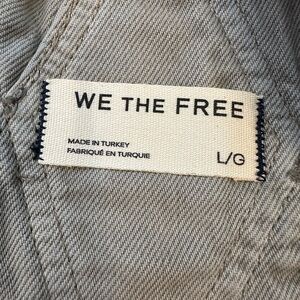 WE THE FREE
MADE IN TURKEY
FABRIQUÉ EN TURQUIE
L/G